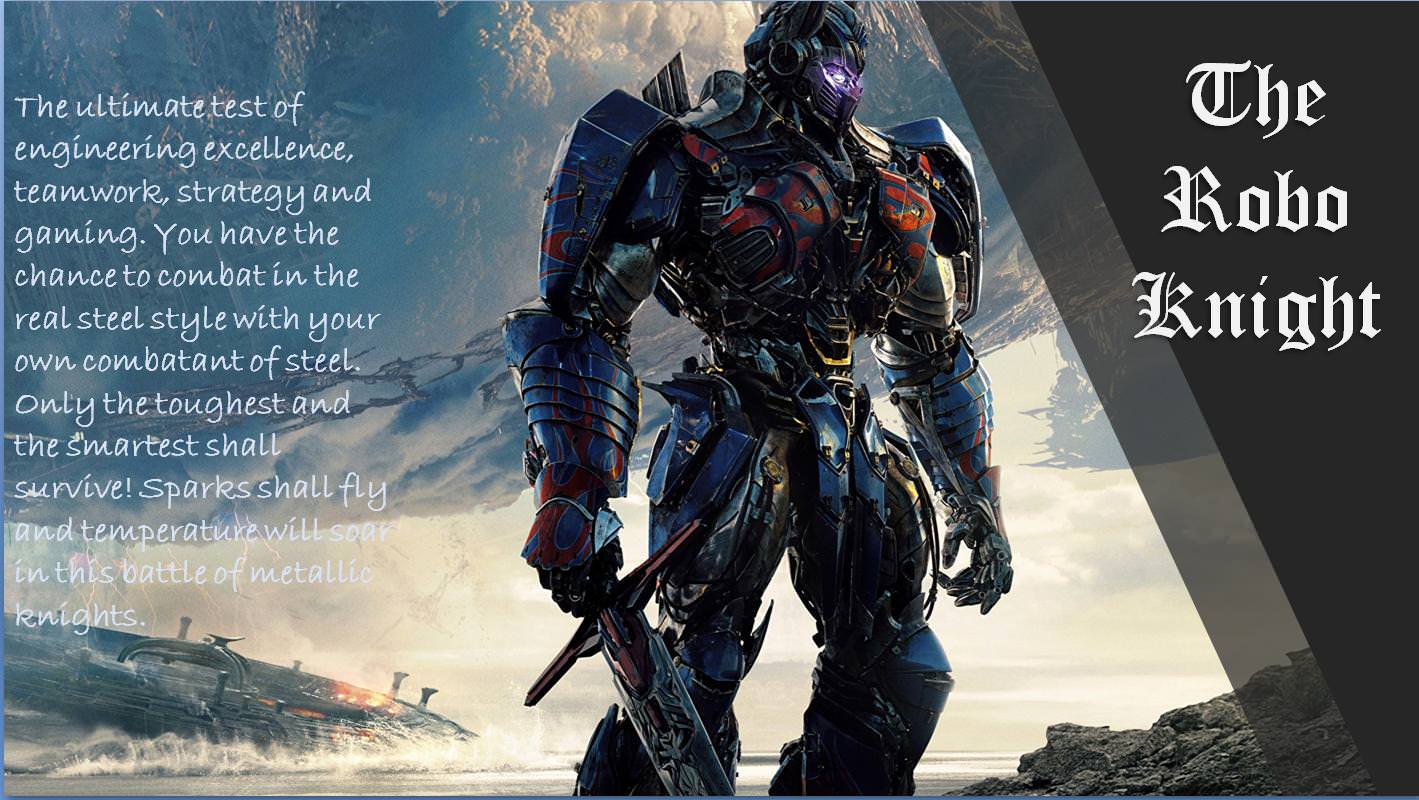 The ultimate test of
engineering excellence,
teamwork, strategy and
gaming. You have the
chance to combat in the
real steel style with your
own combatant of steel.
Only the toughest and
the smartest shall
survive! Sparks shall fly
and temperature will soar
in this battle of metallic
knights.
The
Robo
Knight